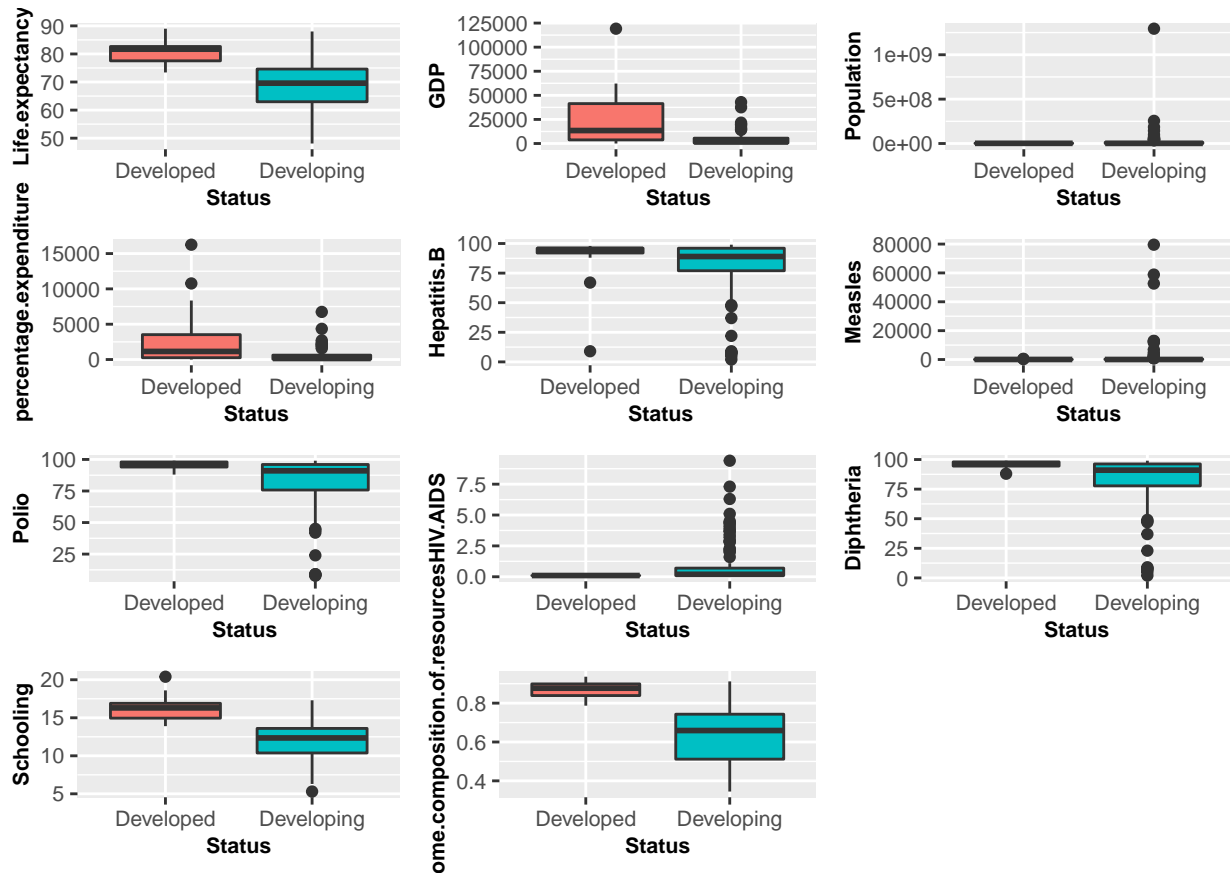 Life.expectancy
90
80
70
60
50
Developed
Developing
Status
GDP
125000
100000
75000
50000
25000
0
Developed
Developing
Status
Population
1e+09
5e+08
0e+00
Developed
Developing
Status
percentage.expenditure
15000
10000
5000
0
Developed
Developing
Status
Hepatitis.B
100
75
50
25
0
Developed
Developing
Status
Measles
80000
60000
40000
20000
0
Developed
Developing
Status
Polio
100
75
50
25
Developed
Developing
Status
HIV.AIDS
7.5
5.0
2.5
0.0
Developed
Developing
Status
Diphtheria
100
75
50
25
0
Developed
Developing
Status
Schooling
20
15
10
5
Developed
Developing
Status
ome.composition.of.resources
0.8
0.6
0.4
Developed
Developing
Status